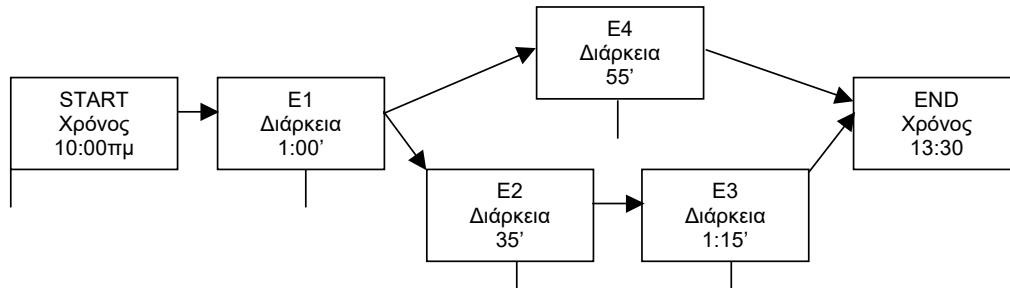 START
Χρόνος
10:00πμ
E1
Διάρκεια
1:00’
E4
Διάρκεια
55’
E2
Διάρκεια
35’
E3
Διάρκεια
1:15’
END
Χρόνος
13:30